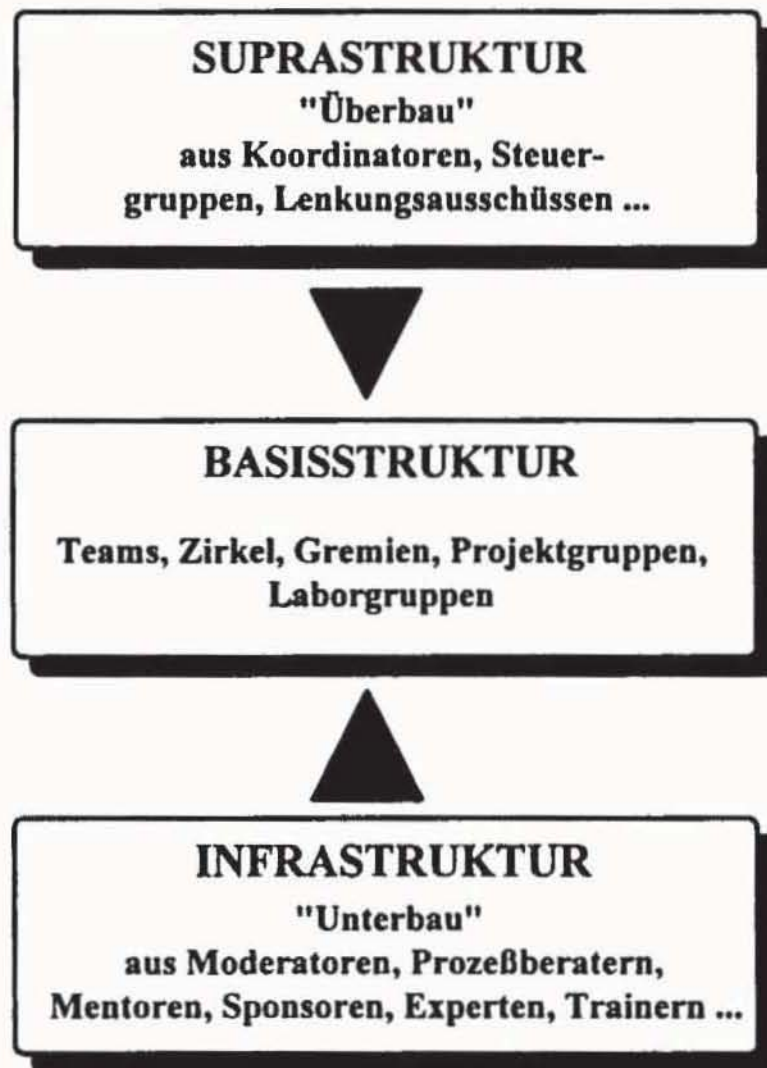 SUPRASTRUKTUR
"Überbau"
aus Koordinatoren, Steuer-
gruppen, Lenkungsausschüssen ...
BASISSTRUKTUR
Teams, Zirkel, Gremien, Projektgruppen,
Laborgruppen
INFRASTRUKTUR
"Unterbau"
aus Moderatoren, Prozeßberatern,
Mentoren, Sponsoren, Experten, Trainern ...